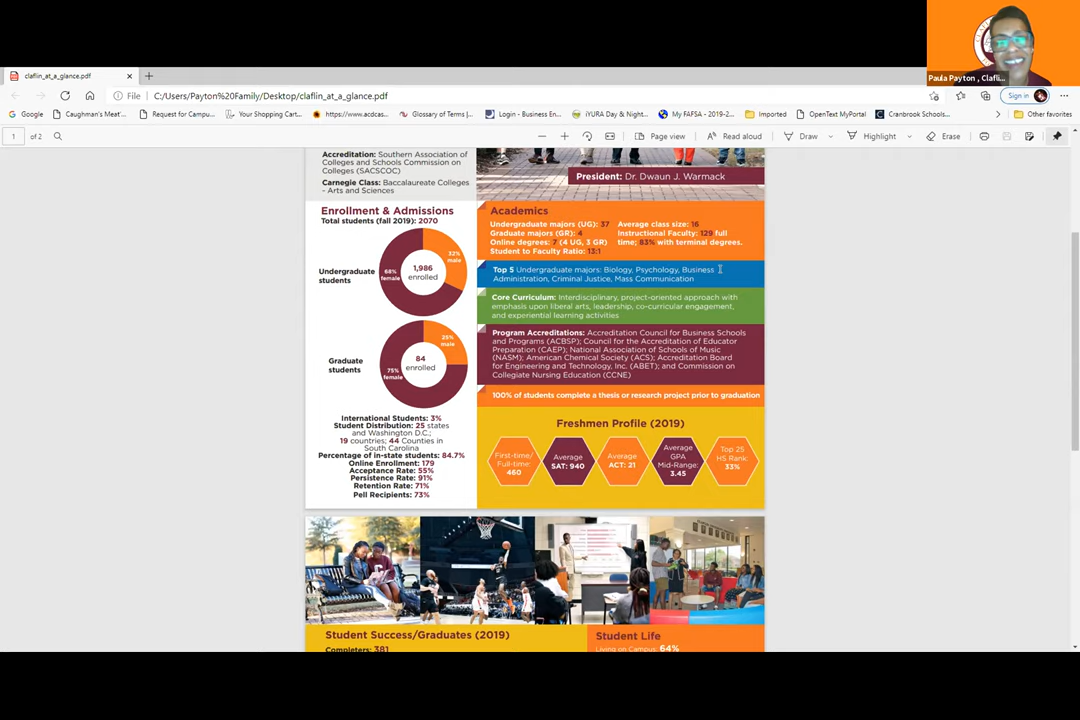 Paula Payton , Clafli...
claflin_at_a_glance.pdf
File C:/Users/Payton%20Family/Desktop/claflin_at_a_glance.pdf
Sign in
Google Caughman's Meat'... Request for Campu... Your Shopping Cart... https://www.acdcas... Glossary of Terms |... Login - Business En... iYURA Day & Night... My FAFSA - 2019-2... Imported OpenText MyPortal Cranbrook Schools... Other favorites
1 of 2 Page view Read aloud Draw Highlight Erase
Accreditation: Southern Association of
Colleges and Schools Commission on
Colleges (SACSCOC)
Carnegie Class: Baccalaureate Colleges
- Arts and Sciences
President: Dr. Dwaun J. Warmack
Enrollment & Admissions
Total students (fall 2019): 2070
Undergraduate
students
32%
male
68%
female
1,986
enrolled
Graduate
students
25%
male
75%
female
84
enrolled
International Students: 3%
Student Distribution: 25 states
and Washington D.C.;
19 countries; 44 Counties in
South Carolina
Percentage of in-state students: 84.7%
Online Enrollment: 179
Acceptance Rate: 55%
Persistence Rate: 91%
Retention Rate: 71%
Pell Recipients: 73%
Academics
Undergraduate majors (UG): 37
Graduate majors (GR): 4
Online degrees: 7 (4 UG, 3 GR)
Student to Faculty Ratio: 13:1
Average class size: 16
Instructional Faculty: 129 full
time, 83% with terminal degrees.
Top 5 Undergraduate majors: Biology, Psychology, Business
Administration, Criminal Justice, Mass Communication
Core Curriculum: Interdisciplinary, project-oriented approach with
emphasis upon liberal arts, leadership, co-curricular engagement,
and experiential learning activities
Program Accreditations: Accreditation Council for Business Schools
and Programs (ACBSP); Council for the Accreditation of Educator
Preparation (CAEP); National Association of Schools of Music
(NASM); American Chemical Society (ACS); Accreditation Board
for Engineering and Technology, Inc. (ABET); and Commission on
Collegiate Nursing Education (CCNE)
100% of students complete a thesis or research project prior to graduation
Freshmen Profile (2019)
First-time/
Full-time:
460
Average
SAT: 940
Average
ACT: 21
Average
GPA
Mid-Range:
3.45
Top 25
HS Rank:
33%
Student Success/Graduates (2019)
Completers: 381
Student Life
Living on Campus: 64%